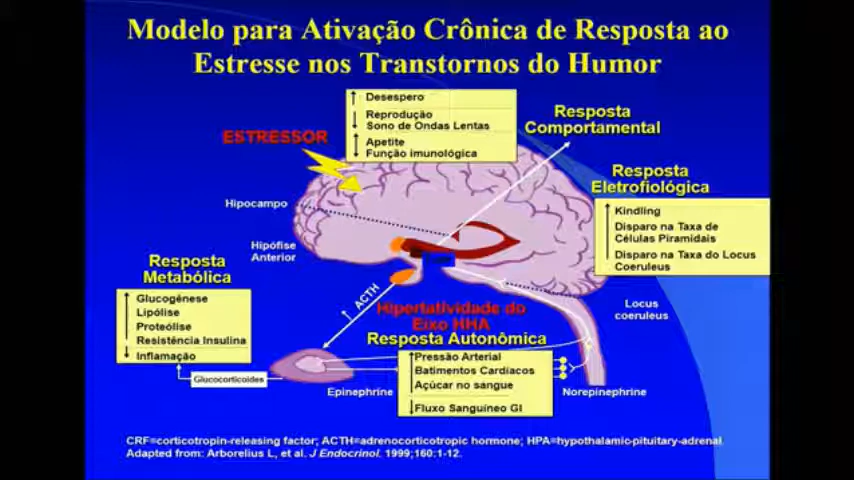 Modelo para Ativação Crônica de Resposta ao
Estresse nos Transtornos do Humor
↑ Desespero
↓ Reprodução
Sono de Ondas Lentas
↑ Apetite
↓ Função imunológica
ESTRESSOR
Resposta
Comportamental
Resposta
Eletrofiológica
↑ Kindling
Disparo na Taxa de
Células Piramidais
Disparo na Taxa do Locus
Coeruleus
Hipocampo
Hipófise
Anterior
Resposta
Metabólica
↑ Glucogênese
Lipólise
Proteólise
Resistência Insulina
↓ Inflamação
↑ ACTH
Hipertatividade do
Eixo HHA
Locus
coeruleus
Resposta Autonômica
↑ Pressão Arterial
Batimentos Cardíacos
Açúcar no sangue
↓ Fluxo Sanguíneo GI
Glucocorticoides
Epinephrine
Norepinephrine
CRF=corticotropin-releasing factor; ACTH=adrenocorticotropic hormone; HPA=hypothalamic-pituitary-adrenal
Adapted from: Arborelius L, et al. J Endocrinol. 1999;160:1-12.